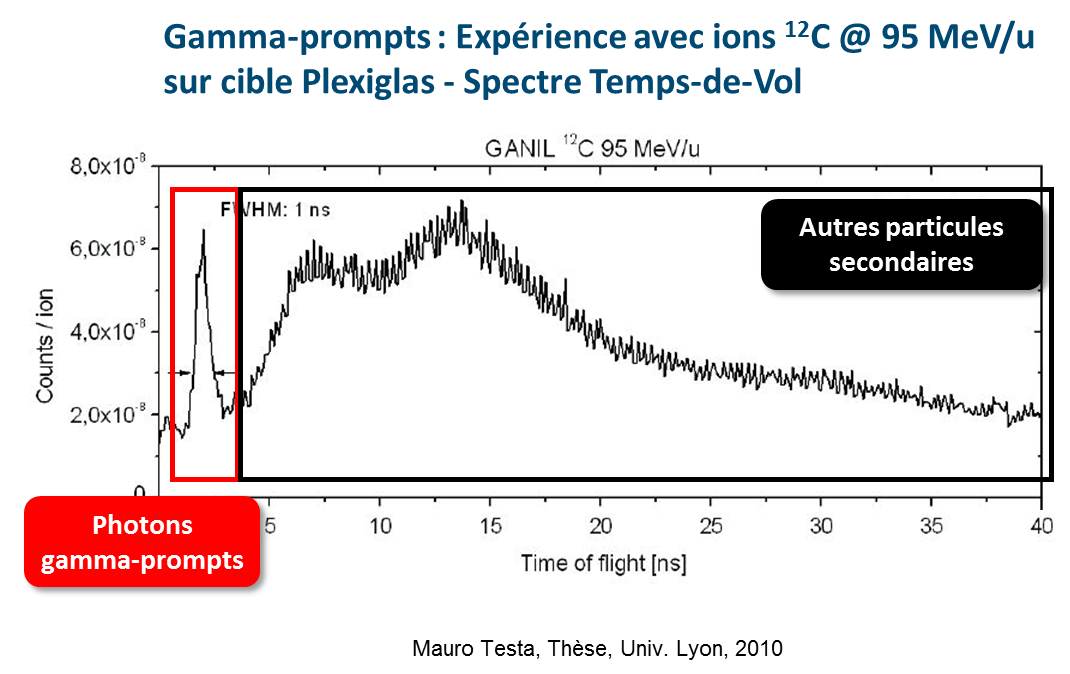 Gamma-prompts : Expérience avec ions ¹²C @ 95 MeV/u
sur cible Plexiglas - Spectre Temps-de-Vol
GANIL ¹²C 95 MeV/u
8,0x10⁻⁸
FWHM: 1 ns
Autres particules
secondaires
6,0x10⁻⁸
4,0x10⁻⁸
2,0x10⁻⁸
0
Counts / ion
Photons
gamma-prompts
5 10 15 20 25 30 35 40
Time of flight [ns]
Mauro Testa, Thèse, Univ. Lyon, 2010